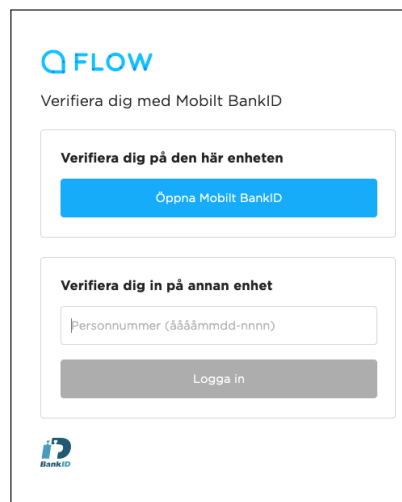 FLOW
Verifiera dig med Mobilt BankID
Verifiera dig på den här enheten
Öppna Mobilt BankID
Verifiera dig in på annan enhet
Personnummer (ååååmmdd-nnnn)
Logga in
BankID